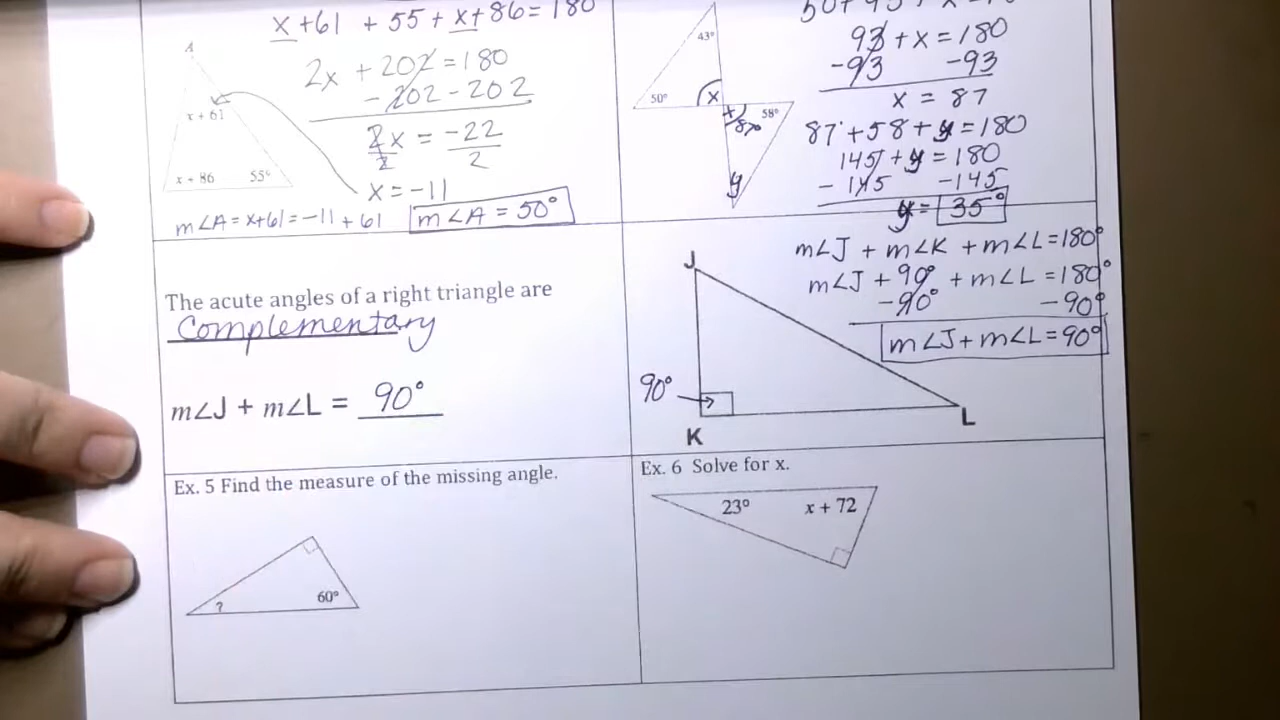 x + 61 + 55 + x + 86 = 180
2x + 202 = 180
- 202 - 202
2x = -22
2 2
x = -11
A
x + 61
x + 86
55°
m∠A = x+61 = -11 + 61
m∠A = 50°
43°
50°
x
x
87°
58°
y
93 + x = 180
-93 -93
x = 87
87 + 58 + y = 180
145 + y = 180
- 145 -145
y = 35°
The acute angles of a right triangle are
Complementary
m∠J + m∠L = 90°
J
90°
K
L
m∠J + m∠K + m∠L = 180°
m∠J + 90° + m∠L = 180°
-90° -90°
m∠J + m∠L = 90°
Ex. 5 Find the measure of the missing angle.
?
60°
Ex. 6 Solve for x.
23°
x + 72